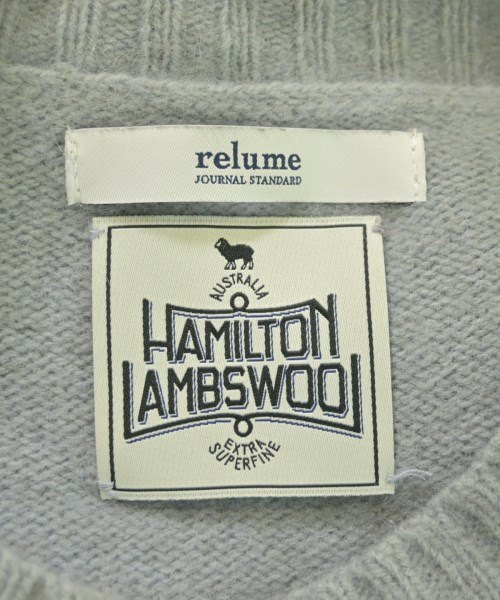 relume
JOURNAL STANDARD
AUSTRALIA
HAMILTON
LAMBSWOOL
EXTRA
SUPERFINE